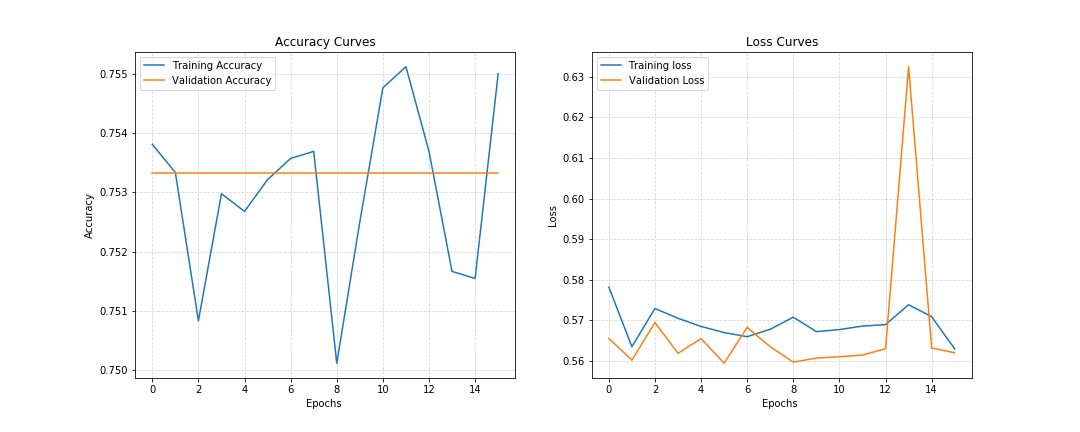 Accuracy Curves
Training Accuracy
Validation Accuracy
0.755
0.754
0.753
0.752
0.751
0.750
Accuracy
0 2 4 6 8 10 12 14
Epochs
Loss Curves
Training loss
Validation Loss
0.63
0.62
0.61
0.60
0.59
0.58
0.57
0.56
Loss
0 2 4 6 8 10 12 14
Epochs